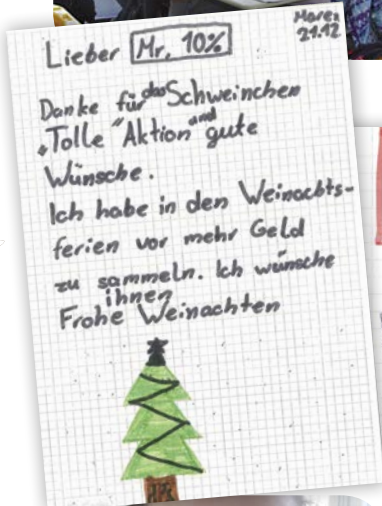 Maren
21.12
Lieber Mr. 10%
Danke für das Schweinchen
„Tolle "Aktion" und gute
Wünsche.
Ich habe in den Weinachts-
ferien vor mehr Geld
zu sammeln. Ich wünsche
ihnen
Frohe Weinachten